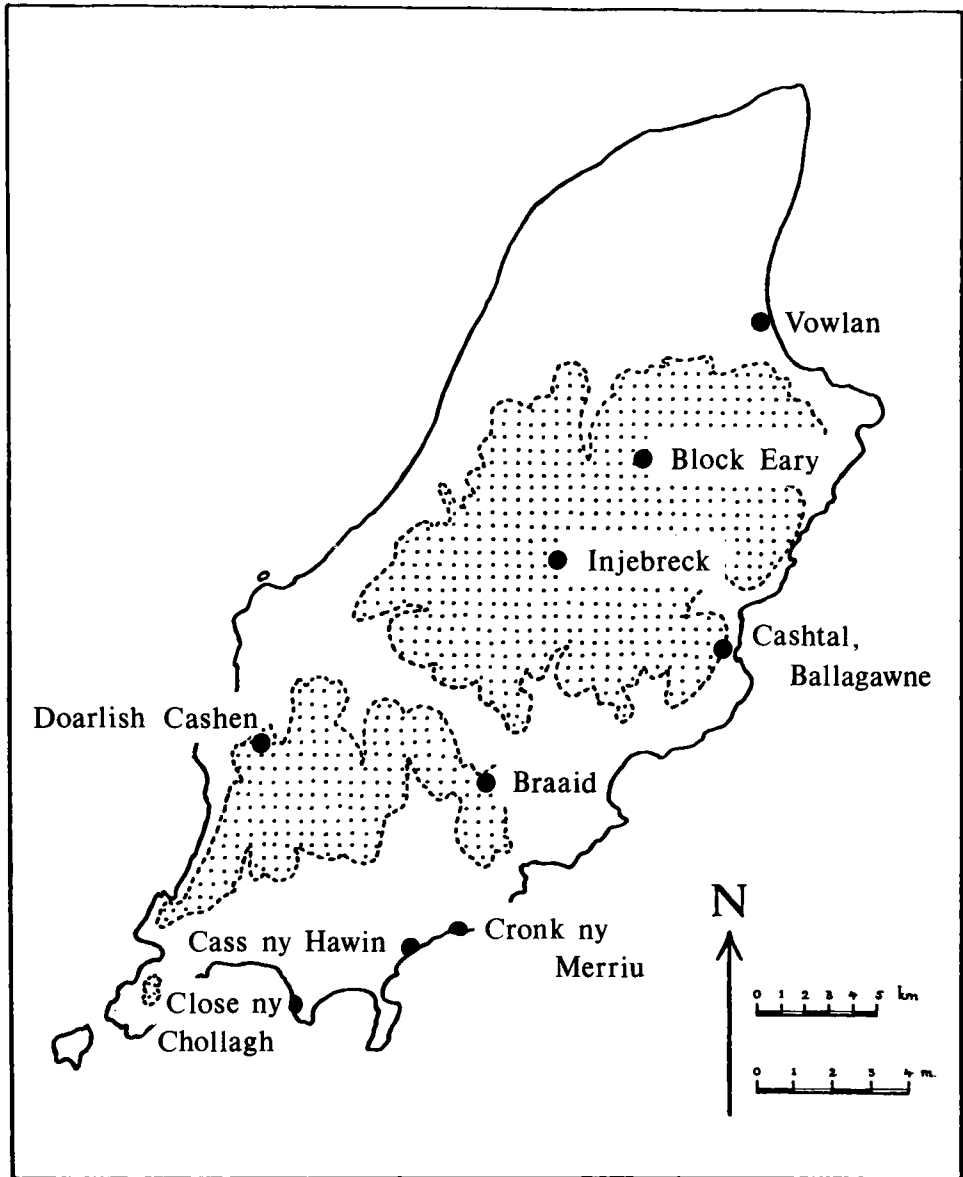 Vowlan
Block Eary
Injebreck
Cashtal,
Ballagawne
Doarlish Cashen
Braaid
N
Cass ny Hawin
Cronk ny
Merriu
Close ny
Chollagh
0 1 2 3 4 5 km
0 1 2 3 4 m.